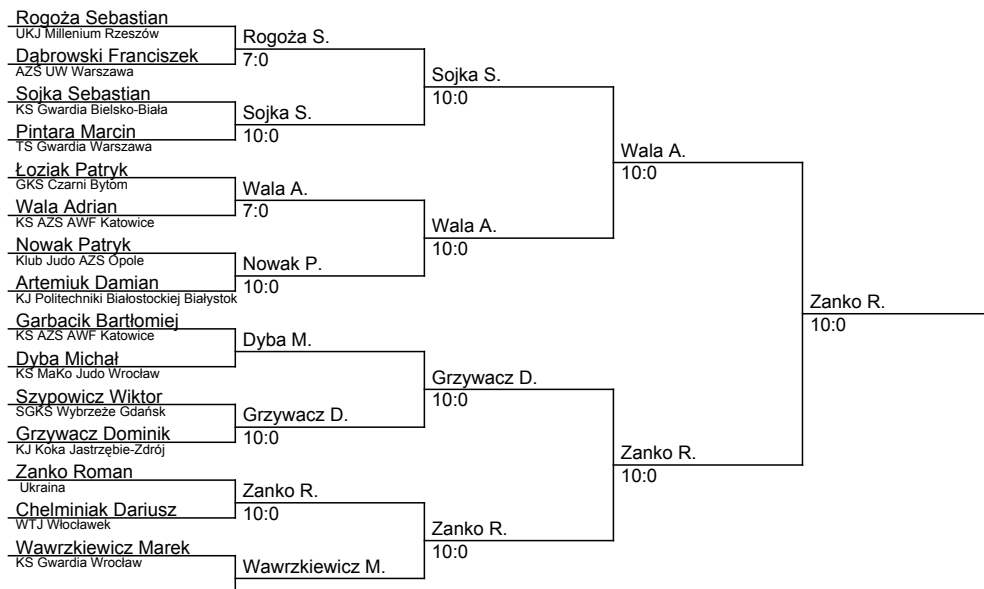 Rogoża Sebastian
UKJ Millenium Rzeszów
Dąbrowski Franciszek
AZS UW Warszawa
Sojka Sebastian
KS Gwardia Bielsko-Biała
Pintara Marcin
TS Gwardia Warszawa
Łoziak Patryk
GKS Czarni Bytom
Wala Adrian
KS AZS AWF Katowice
Nowak Patryk
Klub Judo AZS Opole
Artemiuk Damian
KJ Politechniki Białostockiej Białystok
Garbacik Bartłomiej
KS AZS AWF Katowice
Dyba Michał
KS MaKo Judo Wrocław
Szypowicz Wiktor
SGKS Wybrzeże Gdańsk
Grzywacz Dominik
KJ Koka Jastrzębie-Zdrój
Zanko Roman
Ukraina
Chelminiak Dariusz
WTJ Włocławek
Wawrzkiewicz Marek
KS Gwardia Wrocław
Rogoża S.
7:0
Sojka S.
10:0
Wala A.
7:0
Nowak P.
10:0
Dyba M.
Grzywacz D.
10:0
Zanko R.
10:0
Wawrzkiewicz M.
Sojka S.
10:0
Wala A.
10:0
Grzywacz D.
10:0
Zanko R.
10:0
Wala A.
10:0
Zanko R.
10:0
Zanko R.
10:0